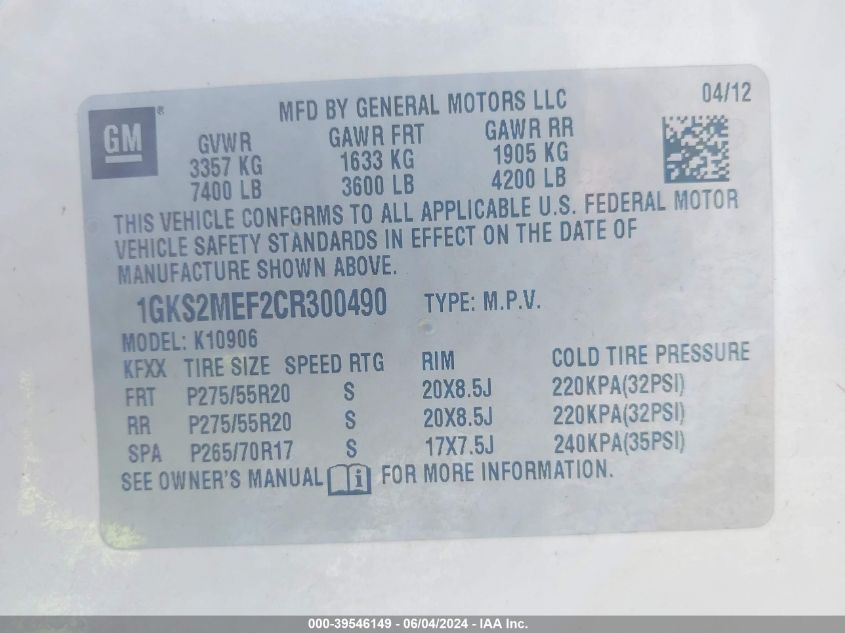 MFD BY GENERAL MOTORS LLC 04/12
GM ®
GVWR GAWR FRT GAWR RR
3357 KG 1633 KG 1905 KG
7400 LB 3600 LB 4200 LB
THIS VEHICLE CONFORMS TO ALL APPLICABLE U.S. FEDERAL MOTOR
VEHICLE SAFETY STANDARDS IN EFFECT ON THE DATE OF
MANUFACTURE SHOWN ABOVE.
1GKS2MEF2CR300490 TYPE: M.P.V.
MODEL: K10906
KFXX TIRE SIZE SPEED RTG RIM COLD TIRE PRESSURE
FRT P275/55R20 S 20X8.5J 220KPA(32PSI)
RR P275/55R20 S 20X8.5J 220KPA(32PSI)
SPA P265/70R17 S 17X7.5J 240KPA(35PSI)
SEE OWNER'S MANUAL i FOR MORE INFORMATION.
000-39546149 - 06/04/2024 - IAA Inc.